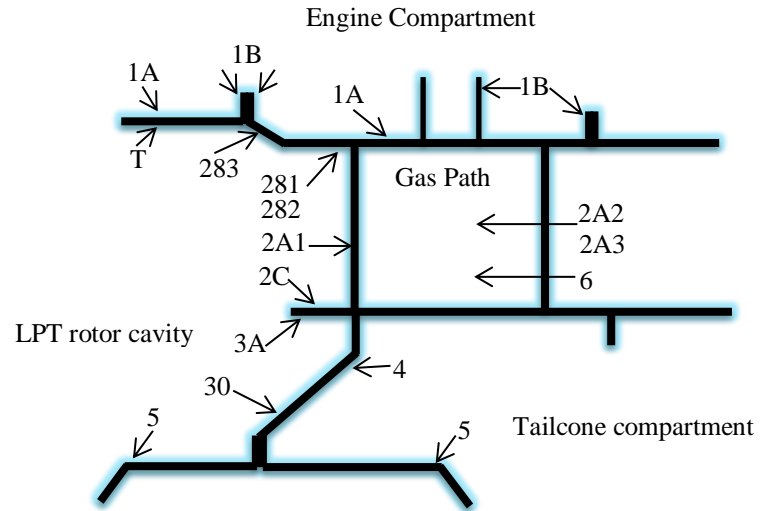 Engine Compartment
1B
1A
1A
1B
T
283
281
282
Gas Path
2A1
2A2
2A3
2C
6
LPT rotor cavity
3A
4
30
5
5
Tailcone compartment